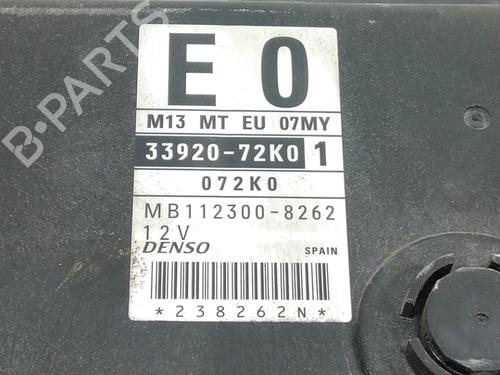 B-PARTS
E 0
M13 MT EU 07MY
33920-72K0 1
072K0
MB112300-8262
12V
DENSO SPAIN
*238262N*